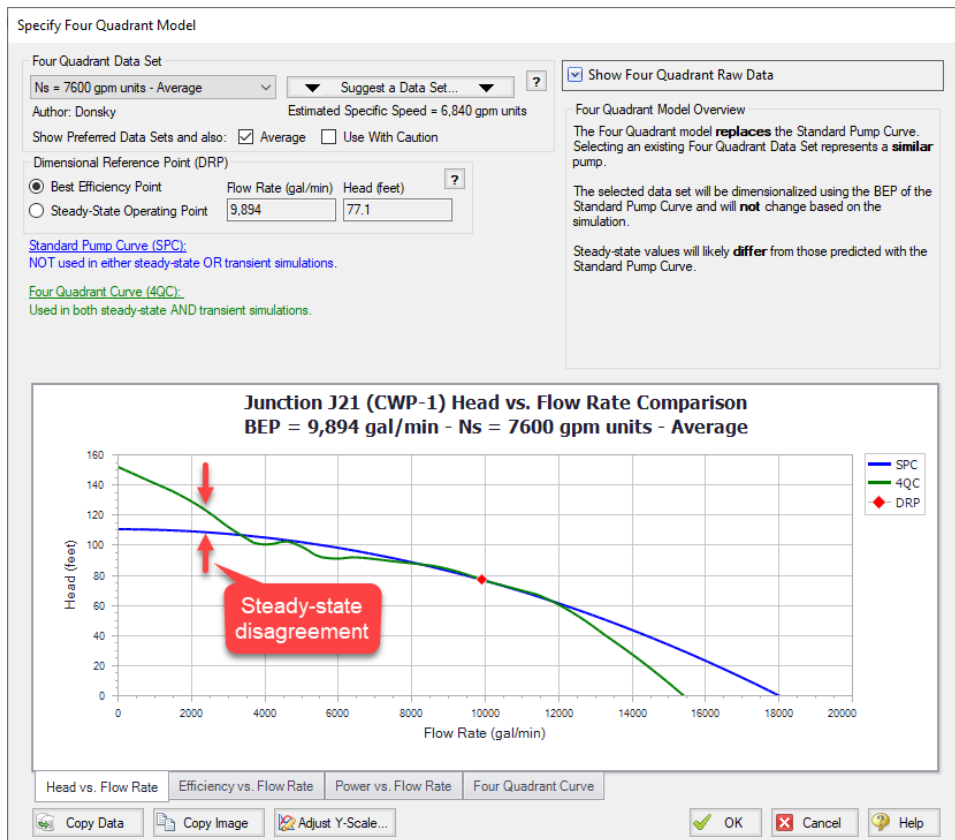 Specify Four Quadrant Model
Four Quadrant Data Set
Ns = 7600 gpm units - Average
Suggest a Data Set...
?
Author: Donsky
Estimated Specific Speed = 6,840 gpm units
Show Preferred Data Sets and also:
Average
Use With Caution
Dimensional Reference Point (DRP)
Best Efficiency Point
Flow Rate (gal/min)
Head (feet)
?
Steady-State Operating Point
9,894
77.1
Standard Pump Curve (SPC):
NOT used in either steady-state OR transient simulations.
Four Quadrant Curve (4QC):
Used in both steady-state AND transient simulations.
Show Four Quadrant Raw Data
Four Quadrant Model Overview
The Four Quadrant model replaces the Standard Pump Curve.
Selecting an existing Four Quadrant Data Set represents a similar
pump.
The selected data set will be dimensionalized using the BEP of the
Standard Pump Curve and will not change based on the
simulation.
Steady-state values will likely differ from those predicted with the
Standard Pump Curve.
Junction J21 (CWP-1) Head vs. Flow Rate Comparison
BEP = 9,894 gal/min - Ns = 7600 gpm units - Average
160
140
120
100
80
60
40
20
0
Head (feet)
Steady-state
disagreement
SPC
4QC
DRP
0
2000
4000
6000
8000
10000
12000
14000
16000
18000
20000
Flow Rate (gal/min)
Head vs. Flow Rate
Efficiency vs. Flow Rate
Power vs. Flow Rate
Four Quadrant Curve
Copy Data
Copy Image
Adjust Y-Scale...
OK
Cancel
Help